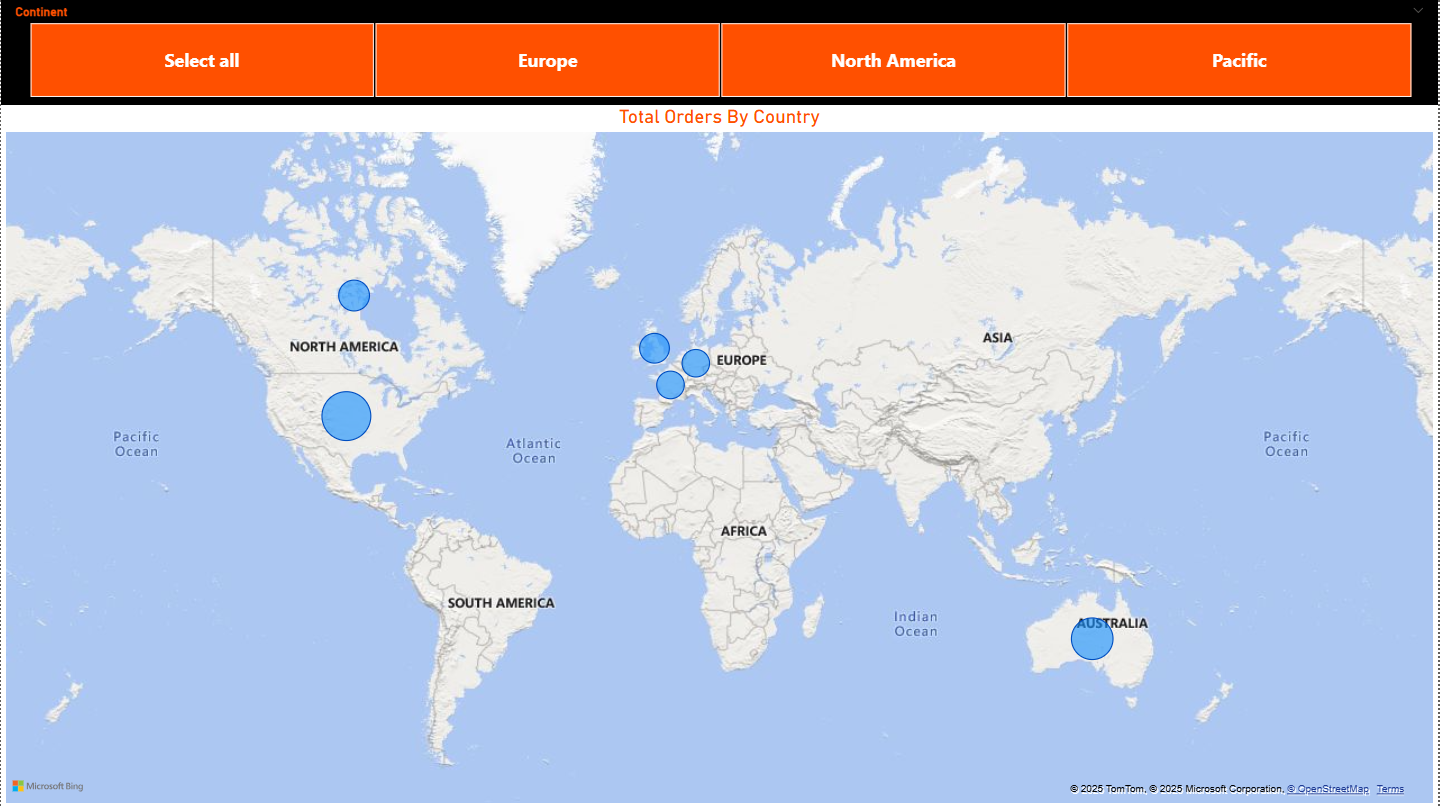 Continent
Select all
Europe
North America
Pacific
Total Orders By Country
NORTH AMERICA
EUROPE
ASIA
Pacific
Ocean
Atlantic
Ocean
Pacific
Ocean
AFRICA
SOUTH AMERICA
Indian
Ocean
AUSTRALIA
Microsoft Bing
© 2025 TomTom, © 2025 Microsoft Corporation, © OpenStreetMap Terms